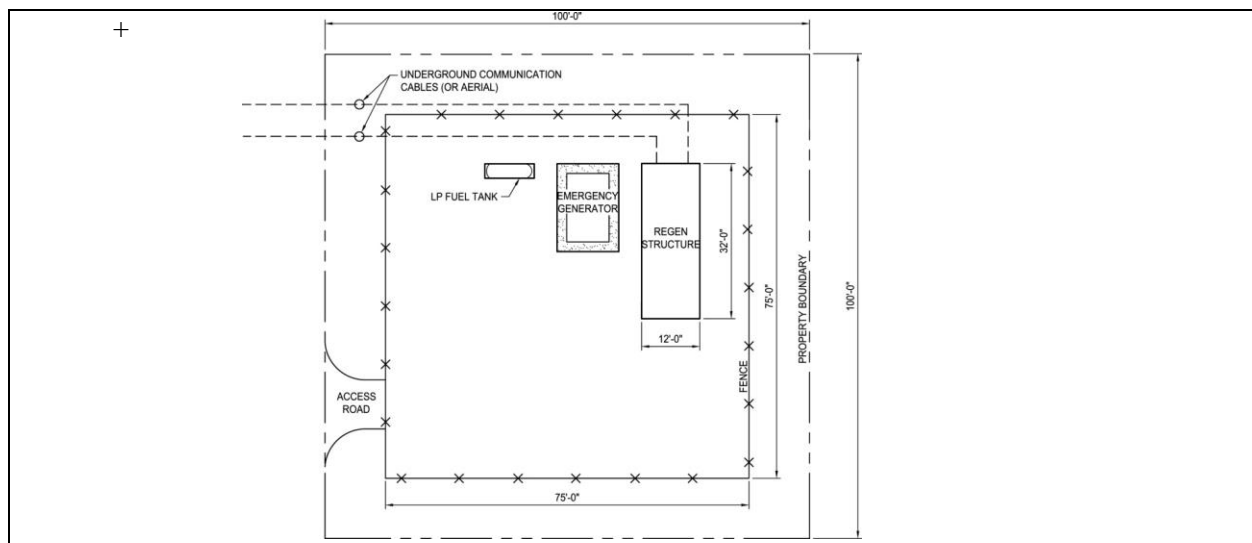 100'-0"
+
UNDERGROUND COMMUNICATION
CABLES (OR AERIAL)
LP FUEL TANK
EMERGENCY
GENERATOR
REGEN
STRUCTURE
32'-0"
75'-0"
PROPERTY BOUNDARY
100'-0"
12'-0"
FENCE
ACCESS
ROAD
75'-0"